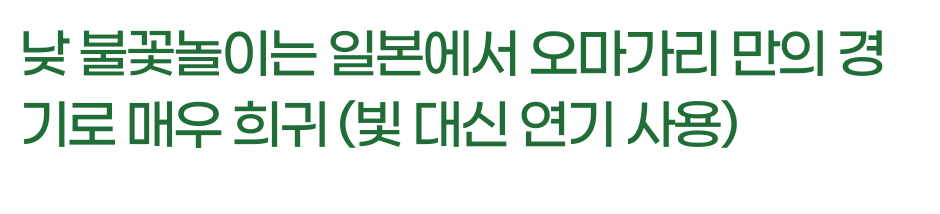 낮 불꽃놀이는 일본에서 오마가리 만의 경
기로 매우 희귀 (빛 대신 연기 사용)